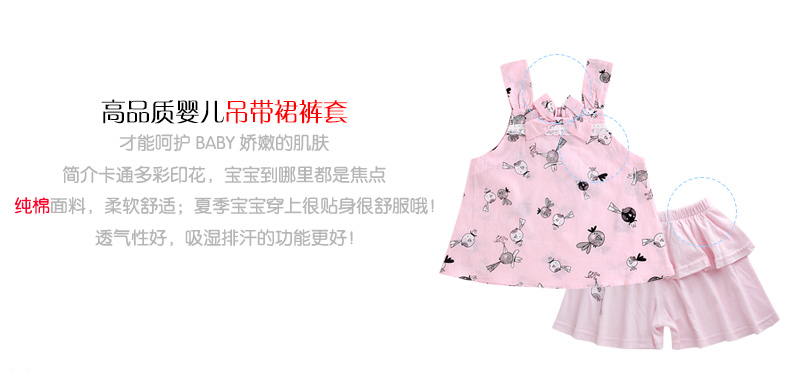 高品质婴儿吊带裙裤套
才能呵护 BABY 娇嫩的肌肤
简介卡通多彩印花，宝宝到哪里都是焦点
纯棉面料，柔软舒适；夏季宝宝穿上很贴身很舒服哦！
透气性好，吸湿排汗的功能更好！